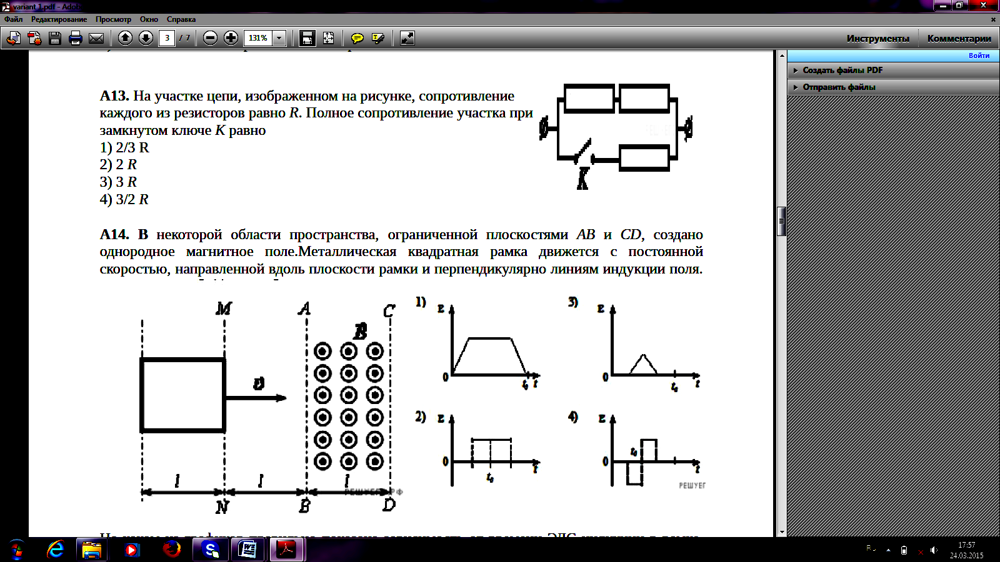 variant 1.pdf - Adob
Файл Редактирование Просмотр Окно Справка
3 / 7 131% Инструменты Комментарии
Войти
Создать файлы PDF
Отправить файлы
А13. На участке цепи, изображенном на рисунке, сопротивление
каждого из резисторов равно R. Полное сопротивление участка при
замкнутом ключе K равно
1) 2/3 R
2) 2 R
3) 3 R
4) 3/2 R
K
А14. В некоторой области пространства, ограниченной плоскостями AB и CD, создано
однородное магнитное поле.Металлическая квадратная рамка движется с постоянной
скоростью, направленной вдоль плоскости рамки и перпендикулярно линиям индукции поля.
M A C
B
υ
l l l
N B D
РЕШУЕГ РФ
1) E 0 t₀ t
3) E 0 t₀ t
2) E 0 t₀ t
4) E 0 t₀ t
РЕШУЕГ
RU 17:57
24.03.2015